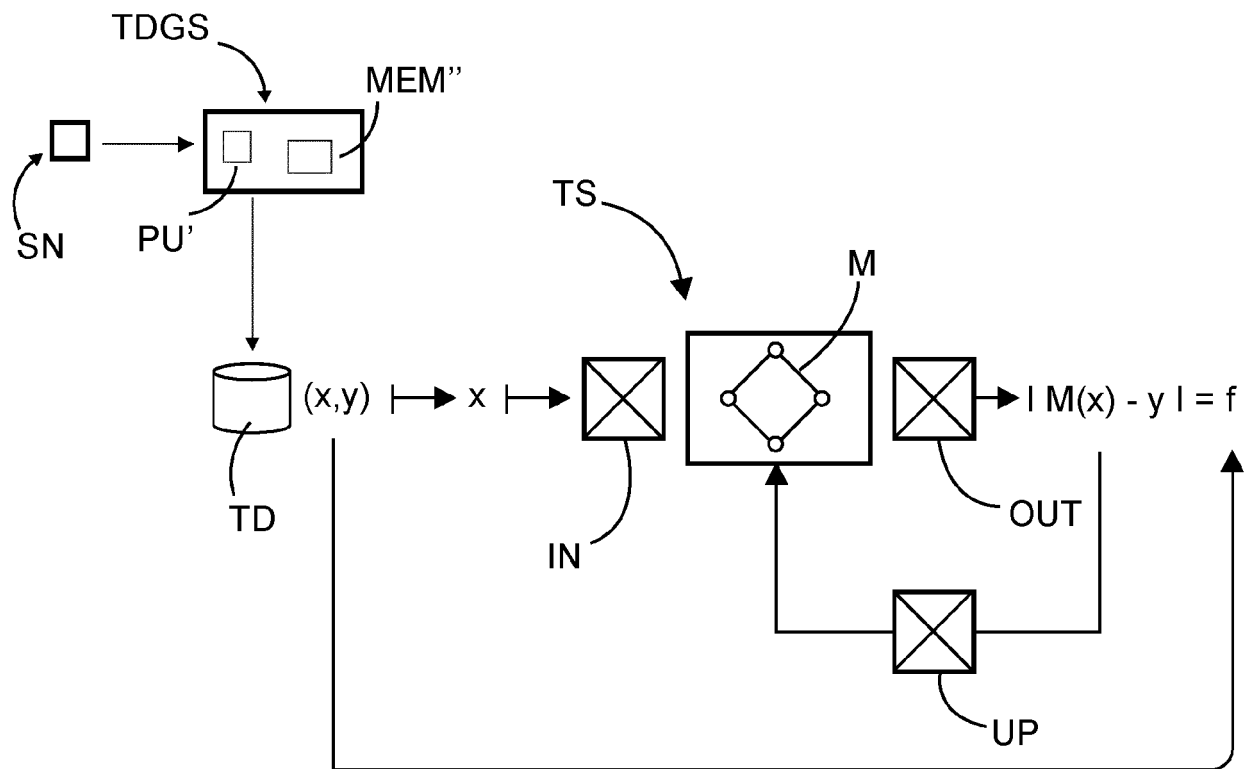 TDGS
MEM”
SN
PU’
TS
M
(x,y)
x
| M(x) - y | = f
TD
IN
OUT
UP